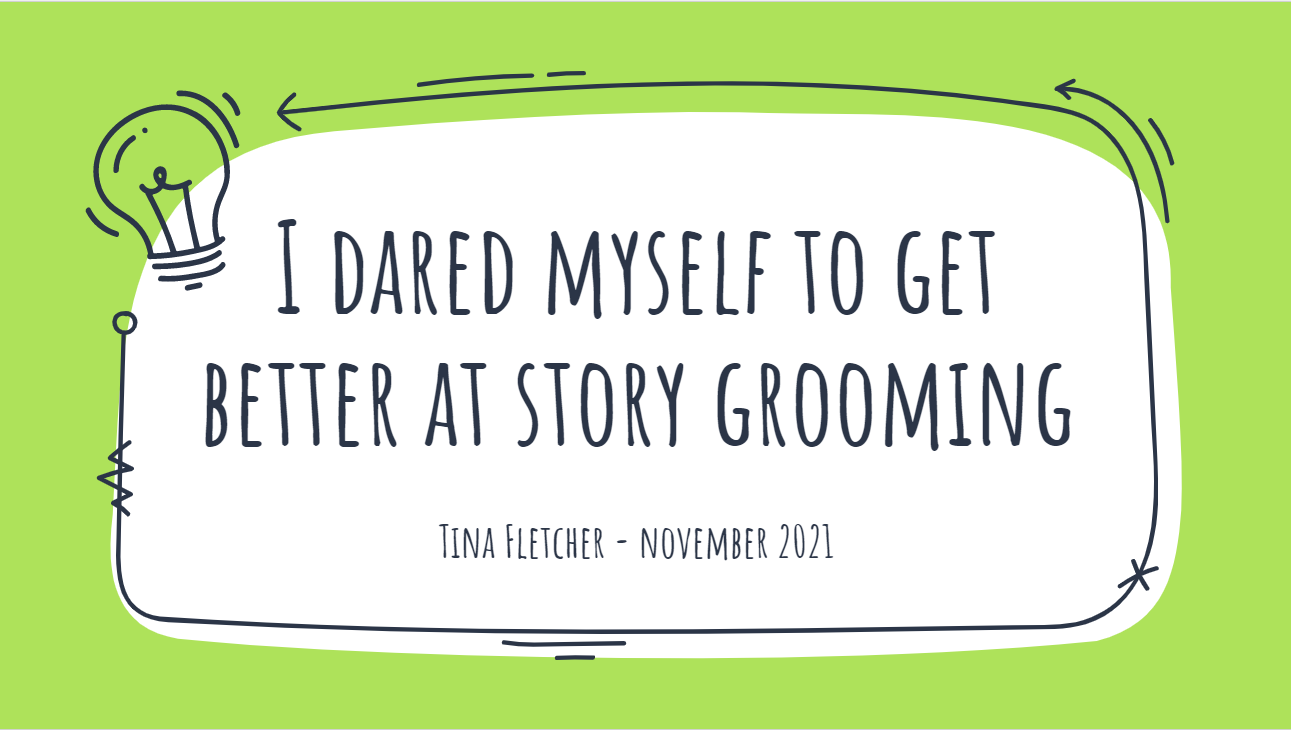 I DARED MYSELF TO GET
BETTER AT STORY GROOMING
TINA FLETCHER - NOVEMBER 2021